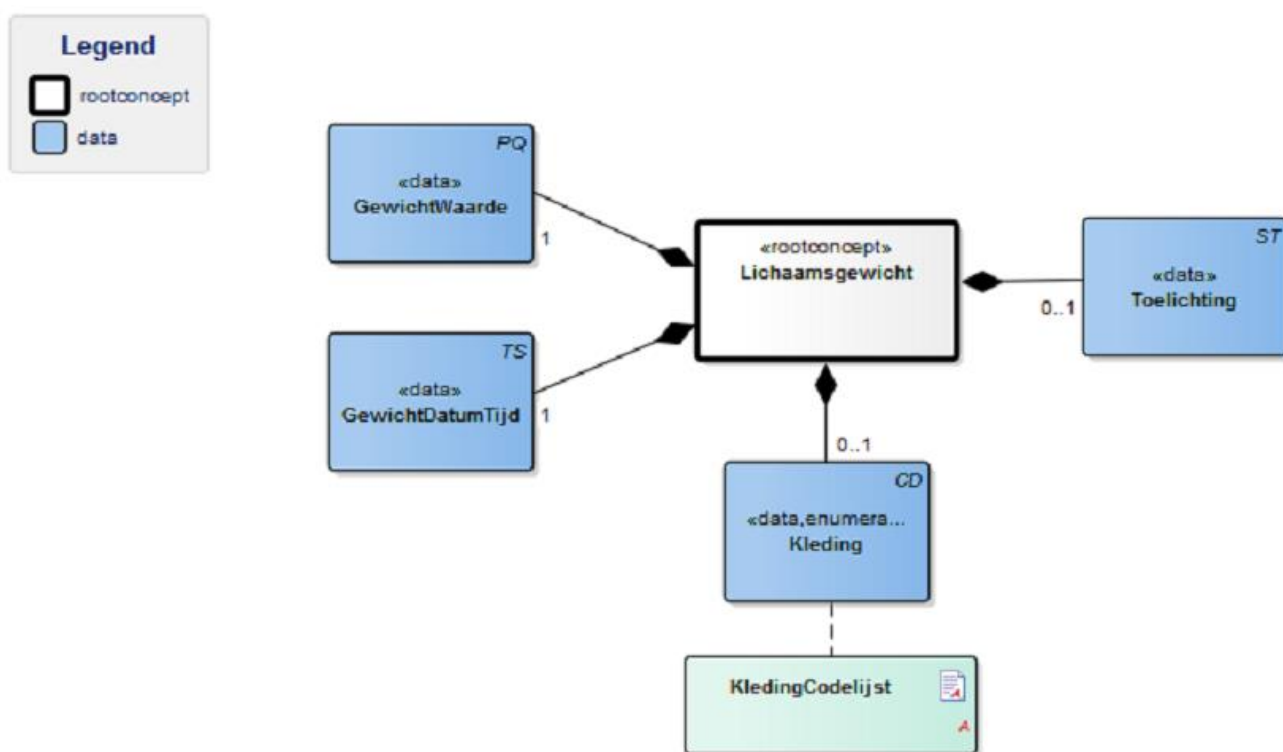 Legend
rootconcept
data
PQ
«data»
GewichtWaarde
1
«rootconcept»
Lichaamsgewicht
ST
«data»
Toelichting
0..1
TS
«data»
GewichtDatumTijd
1
0..1
CD
«data,enumera...
Kleding
KledingCodelijst
A
A